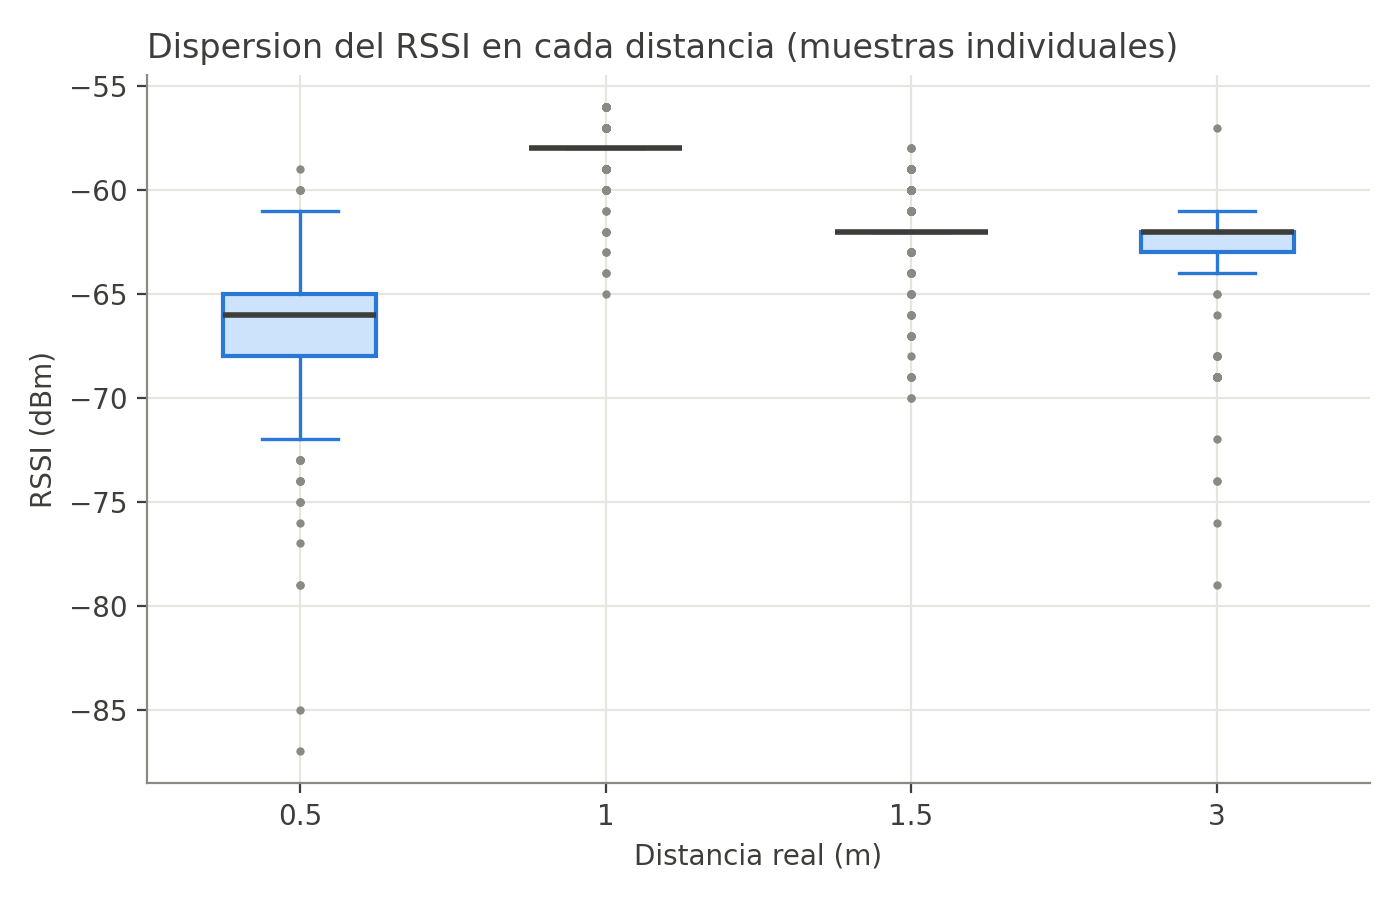 Dispersion del RSSI en cada distancia (muestras individuales)
−55
−60
−65
−70
−75
−80
−85
RSSI (dBm)
0.5 1 1.5 3
Distancia real (m)